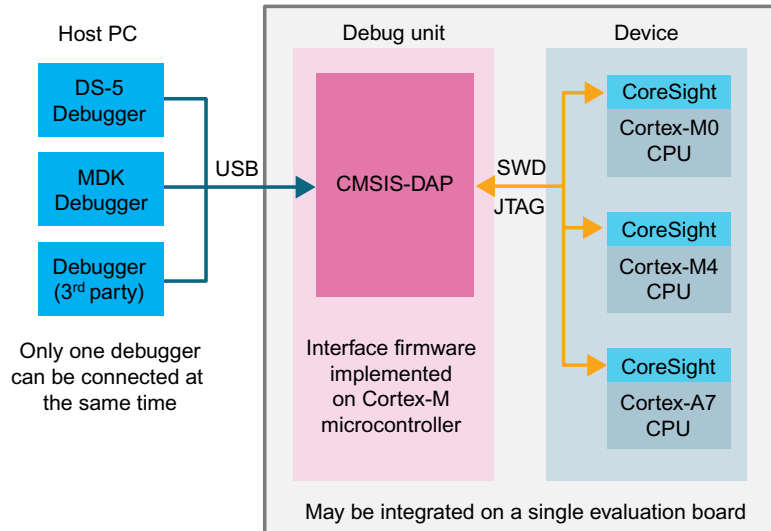 Host PC
DS-5
Debugger
MDK
Debugger
Debugger
(3rd party)
Only one debugger
can be connected at
the same time
USB
Debug unit
CMSIS-DAP
Interface firmware
implemented
on Cortex-M
microcontroller
SWD
JTAG
Device
CoreSight
Cortex-M0
CPU
CoreSight
Cortex-M4
CPU
CoreSight
Cortex-A7
CPU
May be integrated on a single evaluation board